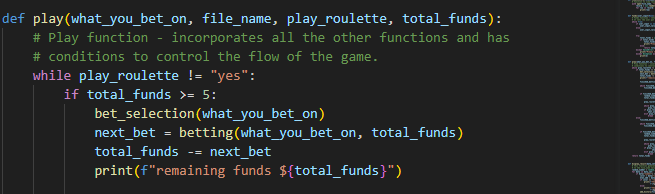 def play(what_you_bet_on, file_name, play_roulette, total_funds):
    # Play function - incorporates all the other functions and has
    # conditions to control the flow of the game.
    while play_roulette != "yes":
        if total_funds >= 5:
            bet_selection(what_you_bet_on)
            next_bet = betting(what_you_bet_on, total_funds)
            total_funds -= next_bet
            print(f"remaining funds ${total_funds}")